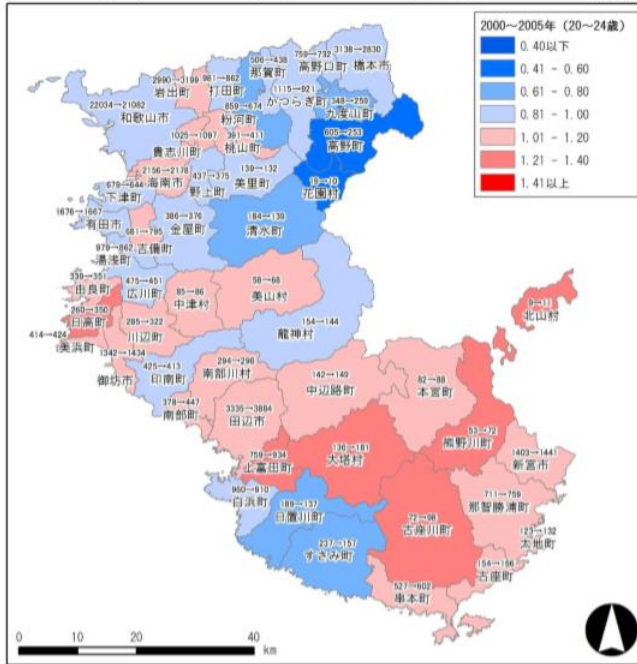 2000～2005年 (20～24歳)
0.40以下
0.41 - 0.60
0.61 - 0.80
0.81 - 1.00
1.01 - 1.20
1.21 - 1.40
1.41以上
506→438
那賀町
759→732
高野口町
3138→2830
橋本市
2990→3199
岩出町
981→862
打田町
1115→921
かつらぎ町
348→259
九度山町
22034→21082
和歌山市
859→674
粉河町
605→253
高野町
1025→1097
貴志川町
391→411
桃山町
2156→2178
海南市
139→132
美里町
19→10
花園村
679→644
下津町
437→375
野上町
1676→1667
有田市
386→376
金屋町
184→139
清水町
681→795
吉備町
979→862
湯浅町
339→351
由良町
475→451
広川町
85→86
中津村
58→68
美山村
9→11
北山村
260→350
日高町
285→322
川辺町
154→144
龍神村
414→424
美浜町
1342→1434
御坊市
425→413
印南町
294→298
南部川村
142→149
中辺路町
82→88
本宮町
378→447
南部町
3335→3884
田辺市
53→72
熊野川町
759→934
上富田町
136→181
大塔村
1403→1441
新宮市
960→910
白浜町
189→137
日置川町
72→98
古座川町
711→759
那智勝浦町
237→157
すさみ町
123→132
太地町
154→166
古座町
527→602
串本町
0 10 20 40
km